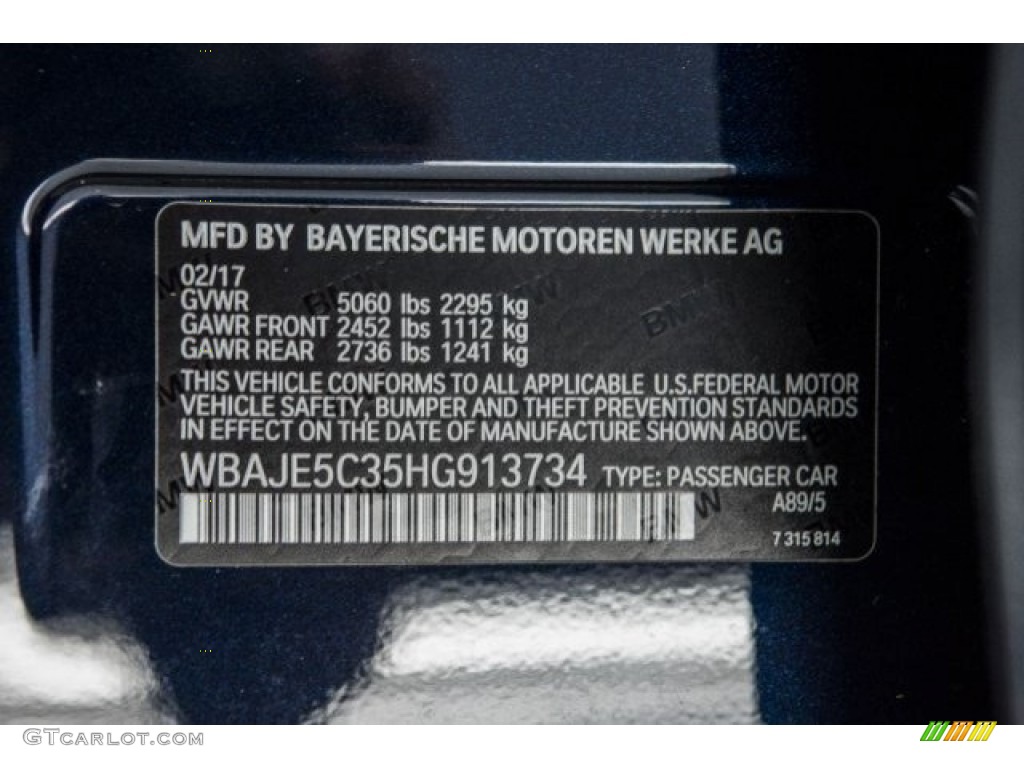 MFD BY BAYERISCHE MOTOREN WERKE AG
02/17
GVWR 5060 lbs 2295 kg
GAWR FRONT 2452 lbs 1112 kg
GAWR REAR 2736 lbs 1241 kg
THIS VEHICLE CONFORMS TO ALL APPLICABLE U.S.FEDERAL MOTOR
VEHICLE SAFETY, BUMPER AND THEFT PREVENTION STANDARDS
IN EFFECT ON THE DATE OF MANUFACTURE SHOWN ABOVE.
WBAJE5C35HG913734 TYPE: PASSENGER CAR
A89/5
7 315 814
GTCarlot.com